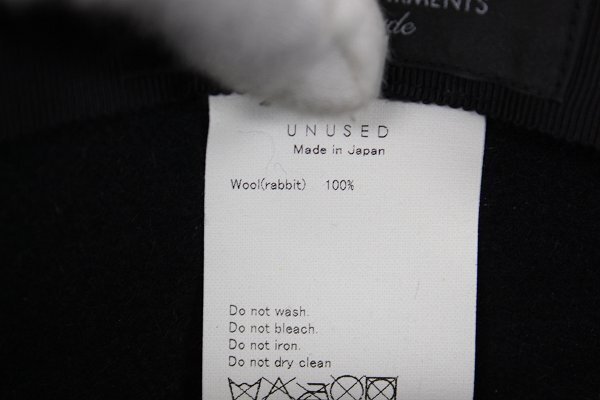 UNUSED
Made in Japan
Wool(rabbit) 100%
Do not wash.
Do not bleach.
Do not iron.
Do not dry clean